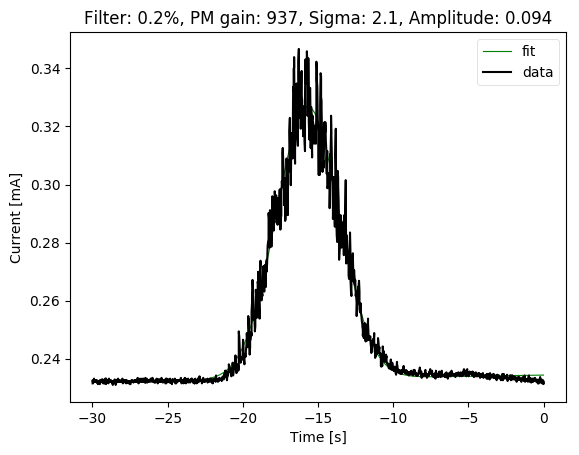 Filter: 0.2%, PM gain: 937, Sigma: 2.1, Amplitude: 0.094
fit
data
0.34
0.32
0.30
0.28
0.26
0.24
Current [mA]
−30
−25
−20
−15
−10
−5
0
Time [s]